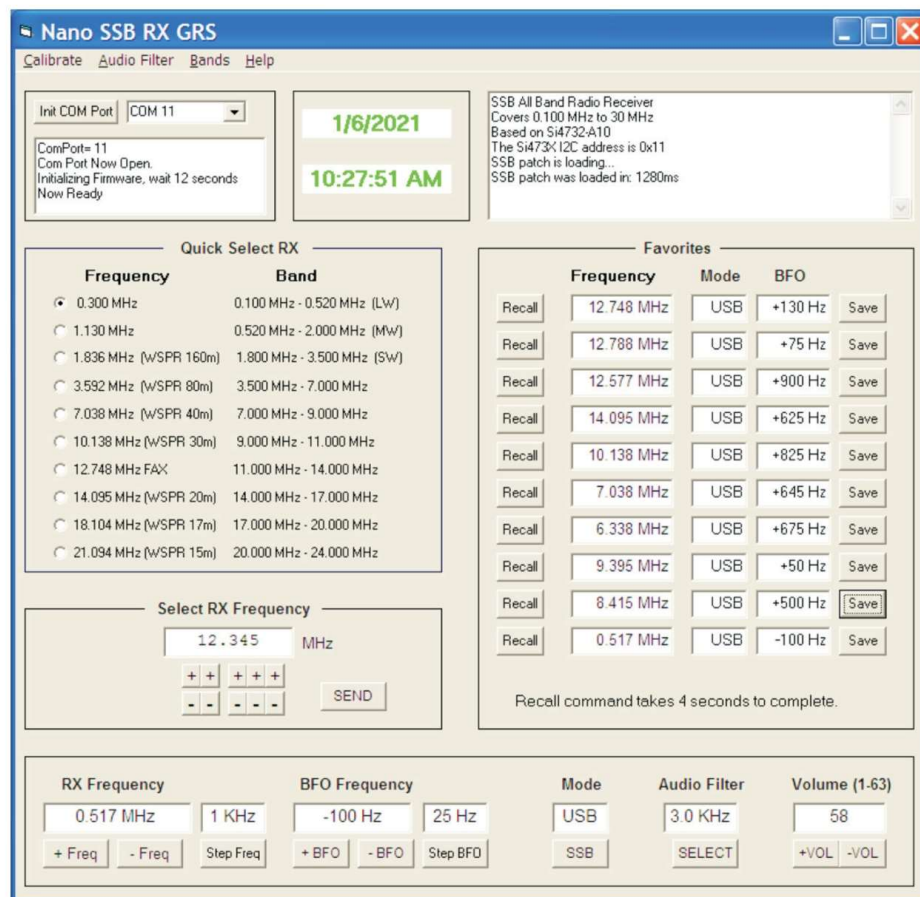 Nano SSB RX GRS
Calibrate Audio Filter Bands Help
Init COM Port COM 11
ComPort= 11
Com Port Now Open.
Initializing Firmware, wait 12 seconds
Now Ready
1/6/2021
10:27:51 AM
SSB All Band Radio Receiver
Covers 0.100 MHz to 30 MHz
Based on Si4732-A10
The Si473X I2C address is 0x11
SSB patch is loading...
SSB patch was loaded in: 1280ms
Quick Select RX
Frequency Band
0.300 MHz 0.100 MHz - 0.520 MHz (LW)
1.130 MHz 0.520 MHz - 2.000 MHz (MW)
1.836 MHz (WSPR 160m) 1.800 MHz - 3.500 MHz (SW)
3.592 MHz (WSPR 80m) 3.500 MHz - 7.000 MHz
7.038 MHz (WSPR 40m) 7.000 MHz - 9.000 MHz
10.138 MHz (WSPR 30m) 9.000 MHz - 11.000 MHz
12.748 MHz FAX 11.000 MHz - 14.000 MHz
14.095 MHz (WSPR 20m) 14.000 MHz - 17.000 MHz
18.104 MHz (WSPR 17m) 17.000 MHz - 20.000 MHz
21.094 MHz (WSPR 15m) 20.000 MHz - 24.000 MHz
Favorites
Frequency Mode BFO
Recall 12.748 MHz USB +130 Hz Save
Recall 12.788 MHz USB +75 Hz Save
Recall 12.577 MHz USB +900 Hz Save
Recall 14.095 MHz USB +625 Hz Save
Recall 10.138 MHz USB +825 Hz Save
Recall 7.038 MHz USB +645 Hz Save
Recall 6.338 MHz USB +675 Hz Save
Recall 9.395 MHz USB +50 Hz Save
Recall 8.415 MHz USB +500 Hz Save
Recall 0.517 MHz USB -100 Hz Save
Recall command takes 4 seconds to complete.
Select RX Frequency
12.345 MHz
+ + + + +
- - - - -
SEND
RX Frequency BFO Frequency Mode Audio Filter Volume (1-63)
0.517 MHz 1 KHz -100 Hz 25 Hz USB 3.0 KHz 58
+ Freq - Freq Step Freq + BFO - BFO Step BFO SSB SELECT +VOL -VOL